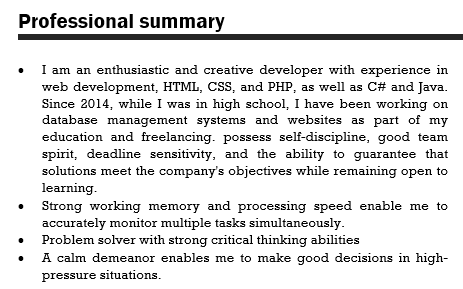 Professional summary
• I am an enthusiastic and creative developer with experience in
web development, HTML, CSS, and PHP, as well as C# and Java.
Since 2014, while I was in high school, I have been working on
database management systems and websites as part of my
education and freelancing. possess self-discipline, good team
spirit, deadline sensitivity, and the ability to guarantee that
solutions meet the company's objectives while remaining open to
learning.
• Strong working memory and processing speed enable me to
accurately monitor multiple tasks simultaneously.
• Problem solver with strong critical thinking abilities
• A calm demeanor enables me to make good decisions in high-
pressure situations.